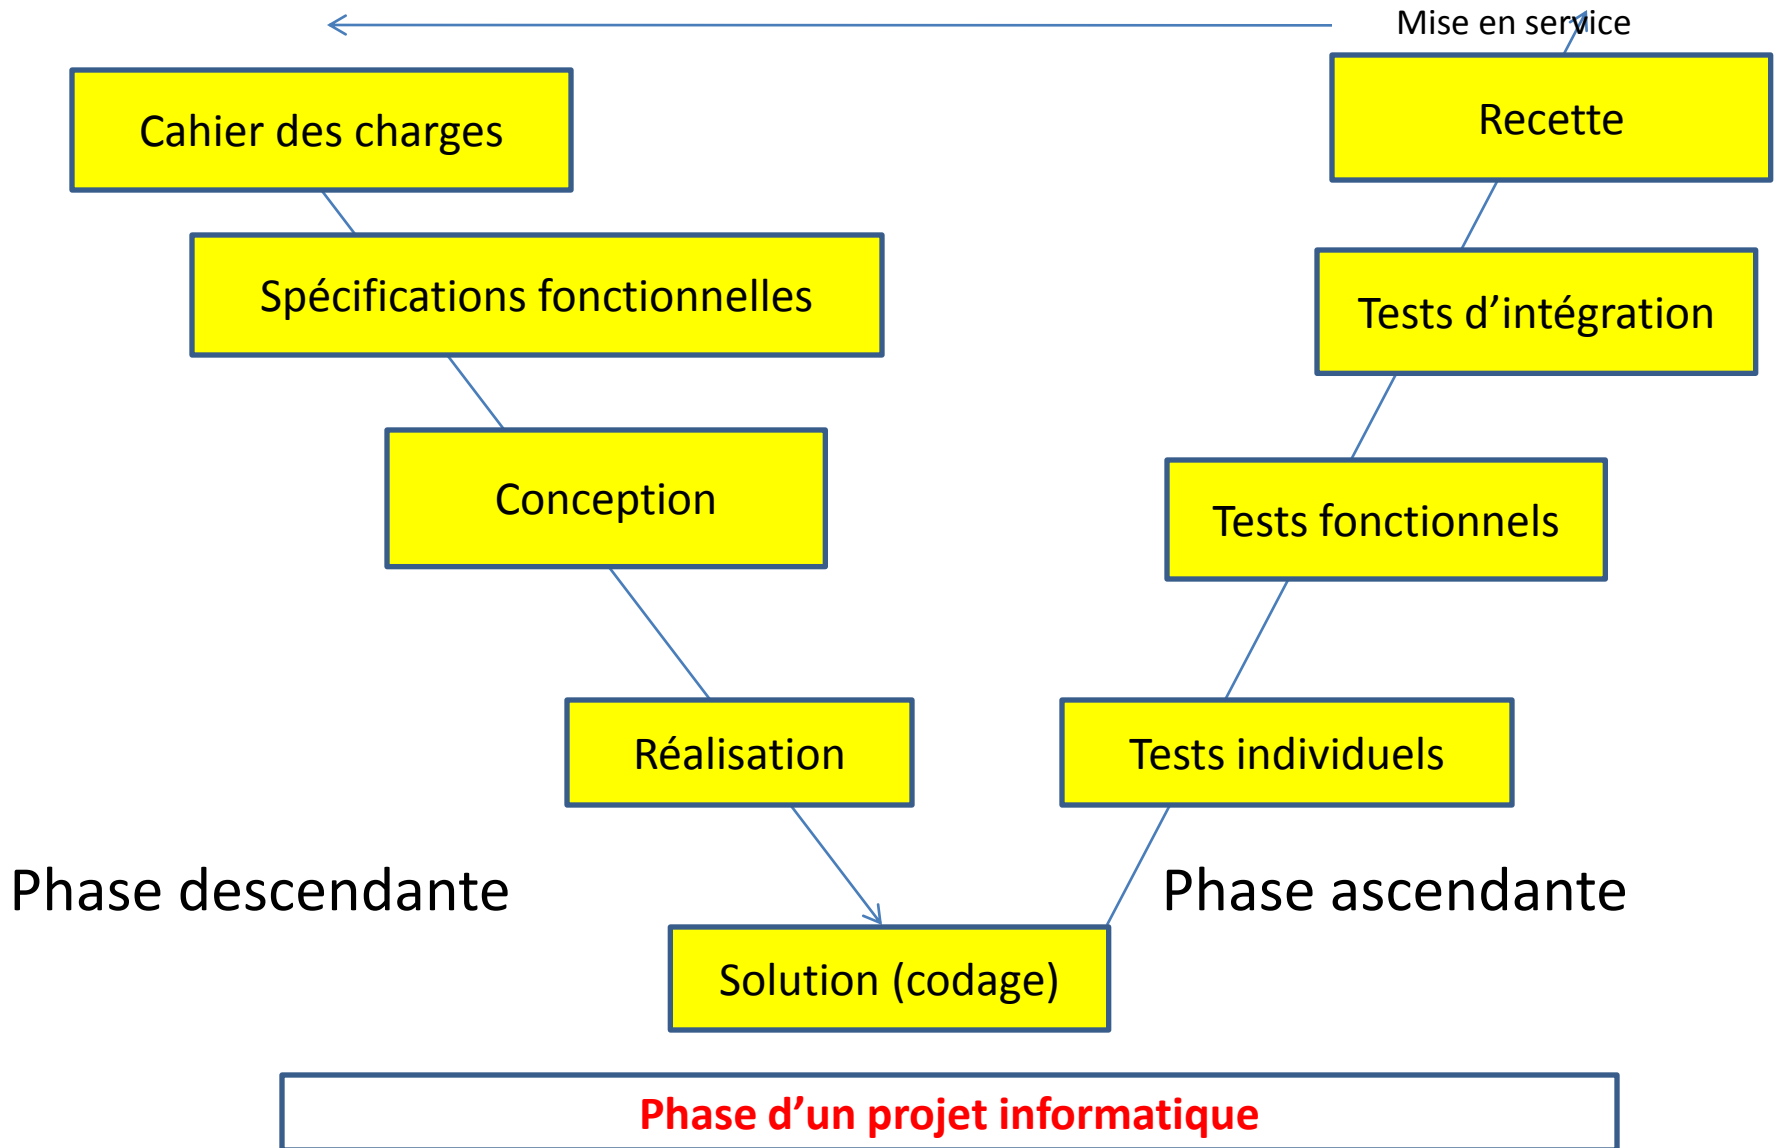 Mise en service
Cahier des charges
Recette
Spécifications fonctionnelles
Tests d’intégration
Conception
Tests fonctionnels
Réalisation
Tests individuels
Phase descendante
Phase ascendante
Solution (codage)
Phase d’un projet informatique